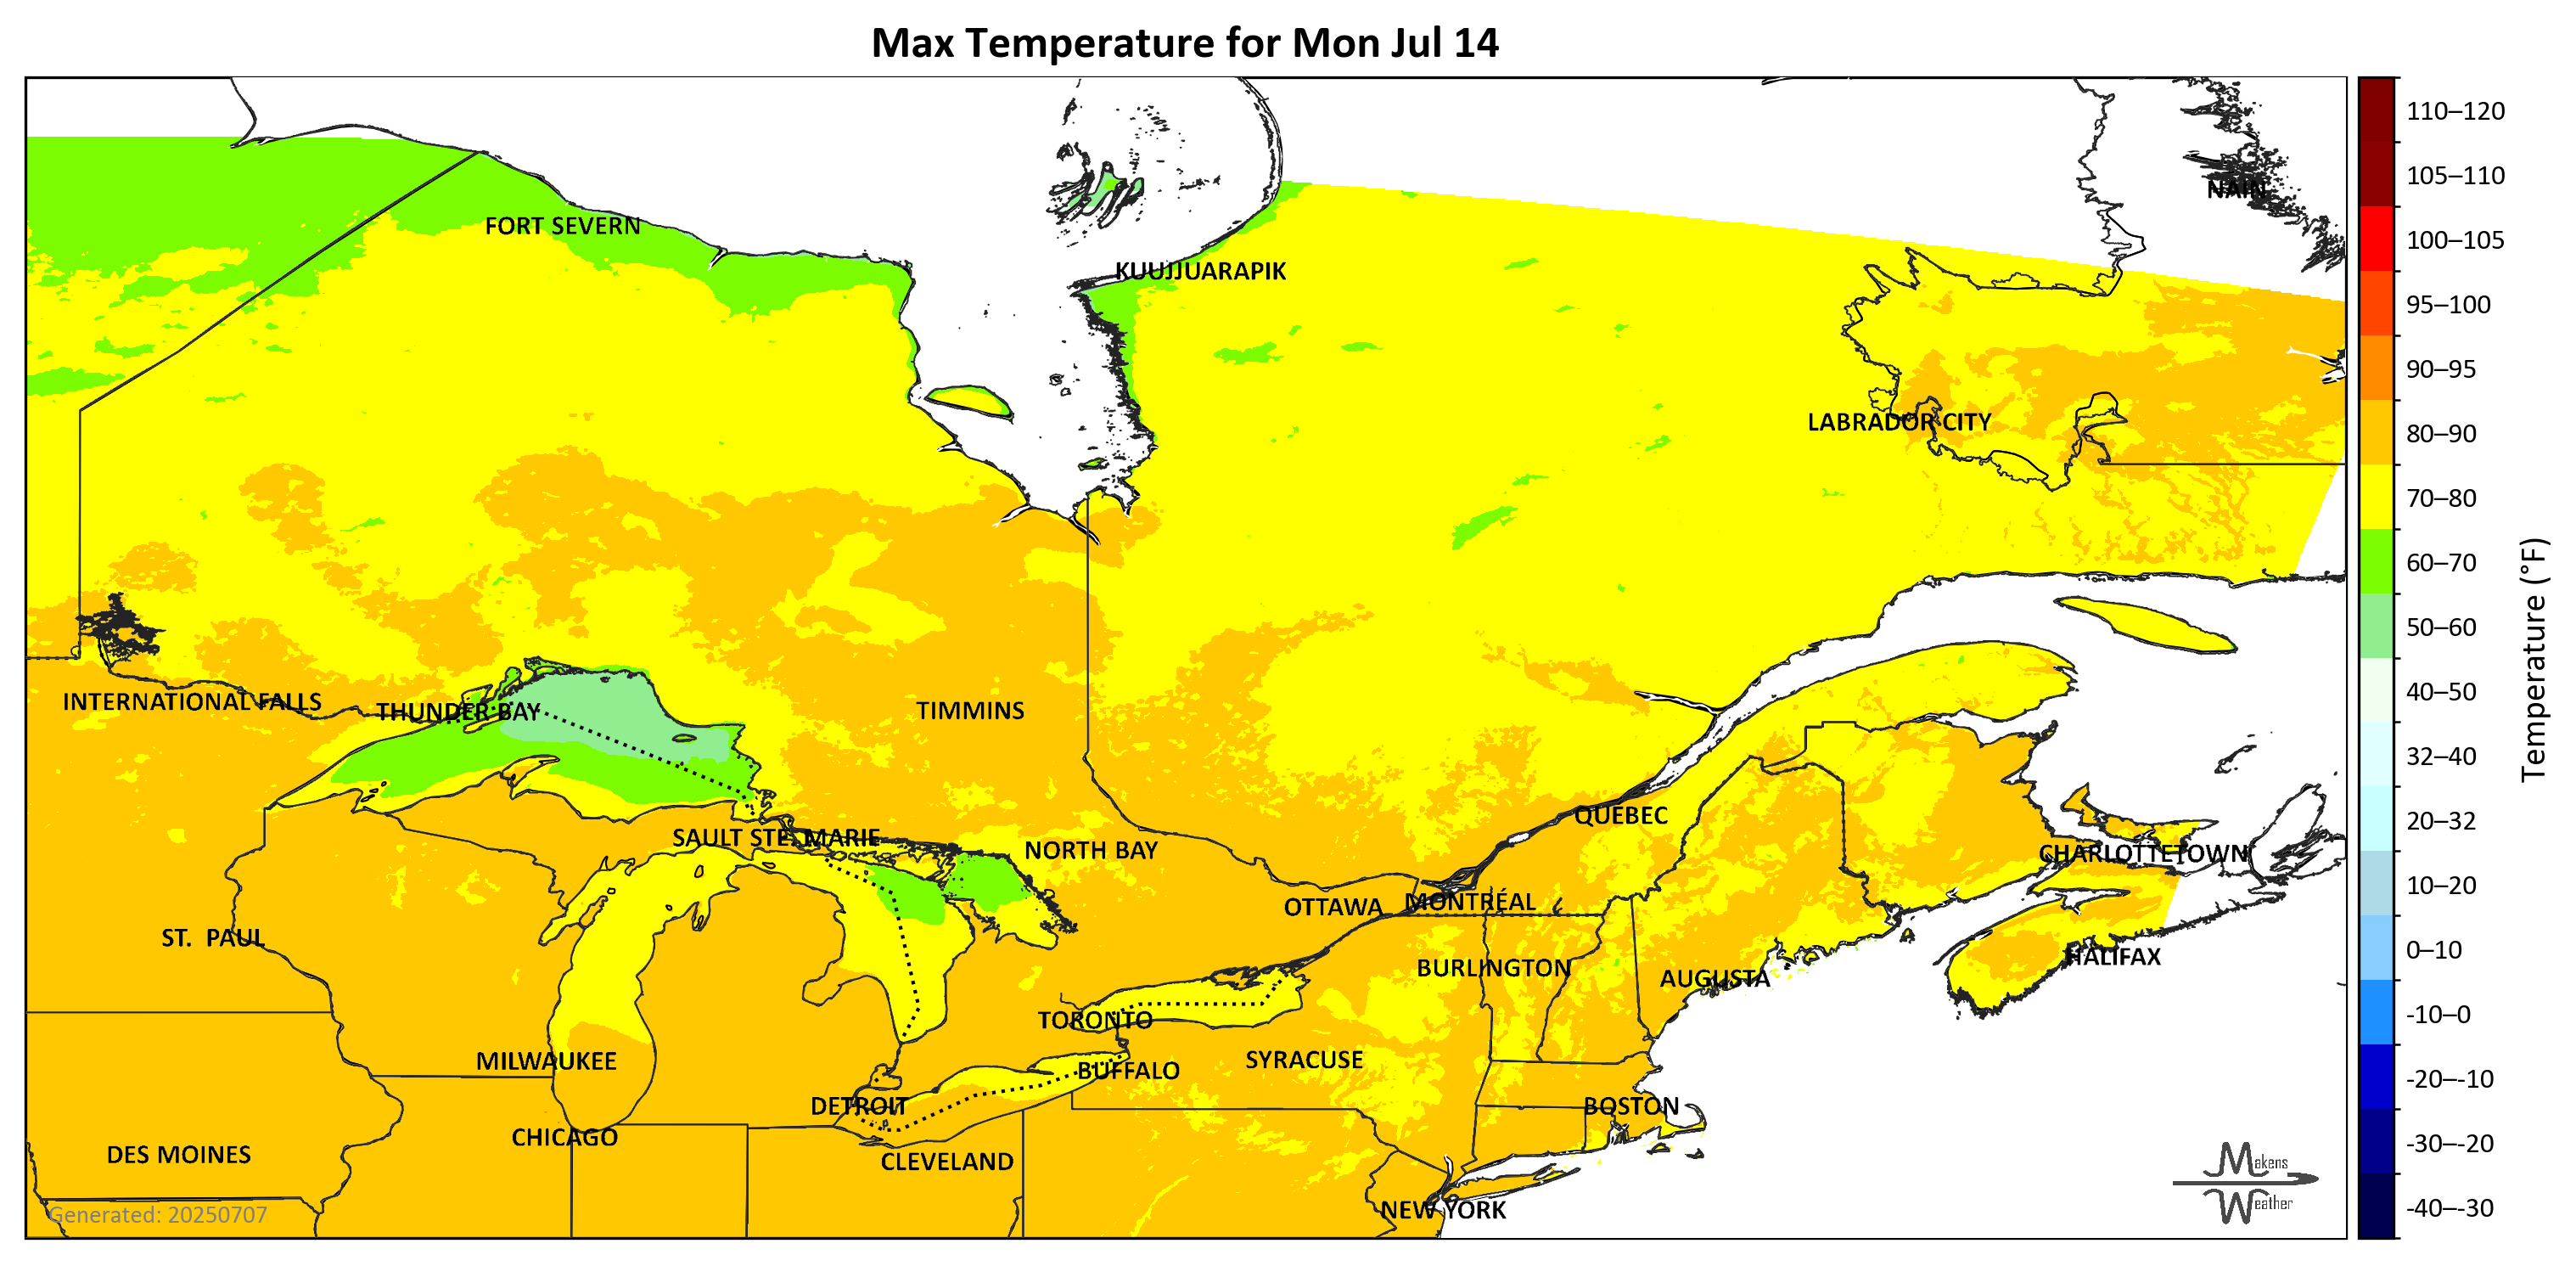 Max Temperature for Mon Jul 14
NAIN
FORT SEVERN
KUUJJUARAPIK
LABRADOR CITY
INTERNATIONAL FALLS
THUNDER BAY
TIMMINS
SAULT STE. MARIE
NORTH BAY
QUEBEC
CHARLOTTETOWN
OTTAWA
MONTRÉAL
ST. PAUL
BURLINGTON
AUGUSTA
HALIFAX
TORONTO
MILWAUKEE
BUFFALO
SYRACUSE
DETROIT
BOSTON
CHICAGO
DES MOINES
CLEVELAND
NEW YORK
Generated: 20250707
Makens
Weather
110–120
105–110
100–105
95–100
90–95
80–90
70–80
60–70
50–60
40–50
32–40
20–32
10–20
0–10
-10–0
-20–-10
-30–-20
-40–-30
Temperature (°F)